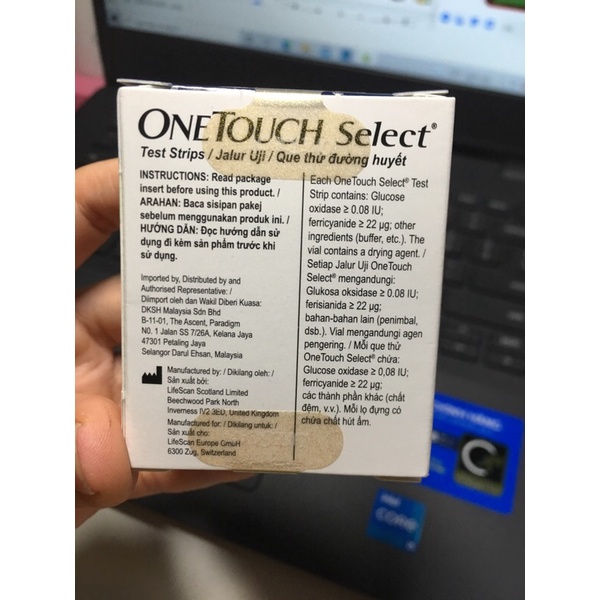 ONETOUCH Select®
Test Strips / Jalur Uji / Que thử đường huyết
INSTRUCTIONS: Read package
insert before using this product. /
ARAHAN: Baca sisipan pakej
sebelum menggunakan produk ini. /
HƯỚNG DẪN: Đọc hướng dẫn sử
dụng đi kèm sản phẩm trước khi
sử dụng.
Imported by, Distributed by and
Authorised Representative: /
Diimport oleh dan Wakil Diberi Kuasa:
DKSH Malaysia Sdn Bhd
B-11-01, The Ascent, Paradigm
N0. 1 Jalan SS 7/26A, Kelana Jaya
47301 Petaling Jaya
Selangor Darul Ehsan, Malaysia
Manufactured by: / Dikilang oleh: /
Sản xuất bởi:
LifeScan Scotland Limited
Beechwood Park North
Inverness IV2 3ED, United Kingdom
Manufactured for: / Dikilang untuk: /
Sản xuất cho:
LifeScan Europe GmbH
6300 Zug, Switzerland
Each OneTouch Select® Test
Strip contains: Glucose
oxidase ≥ 0.08 IU;
ferricyanide ≥ 22 µg; other
ingredients (buffer, etc.). The
vial contains a drying agent. /
Setiap Jalur Uji OneTouch
Select® mengandungi:
Glukosa oksidase ≥ 0.08 IU;
ferisianida ≥ 22 µg;
bahan-bahan lain (penimbal,
dsb.). Vial mengandungi agen
pengering. / Mỗi que thử
OneTouch Select® chứa:
Glucose oxidase ≥ 0,08 IU;
ferricyanide ≥ 22 µg;
các thành phần khác (chất
đệm, v.v.). Mỗi lọ đựng có
chứa chất hút ẩm.
CORE